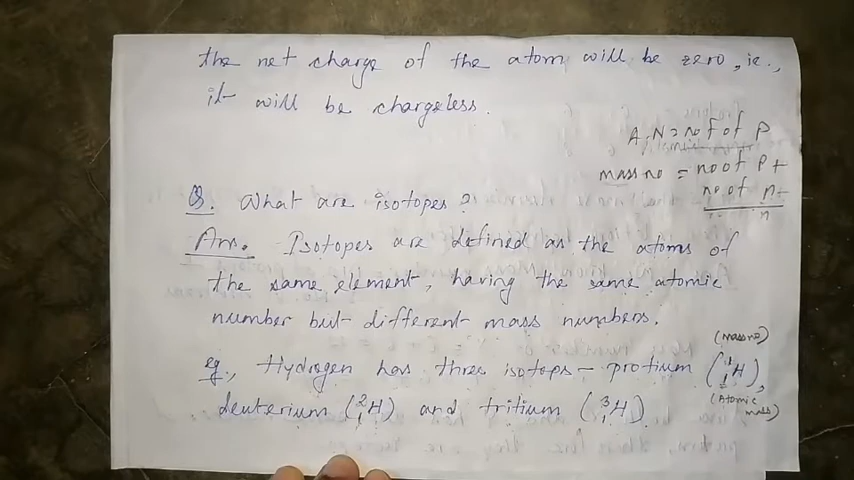 the net charge of the atom will be zero, ie.,
it will be chargeless.
A.N = no f of P
mass no = no of P +
no of n
n
Q. What are isotopes?
Ans. Isotopes are defined as the atoms of
the same element, having the same atomic
number but different mass numbers.
(Mass no)
eg., Hydrogen has three isotops - protium (¹₁H),
(Atomic mass)
deuterium (²₁H) and tritium (³₁H)